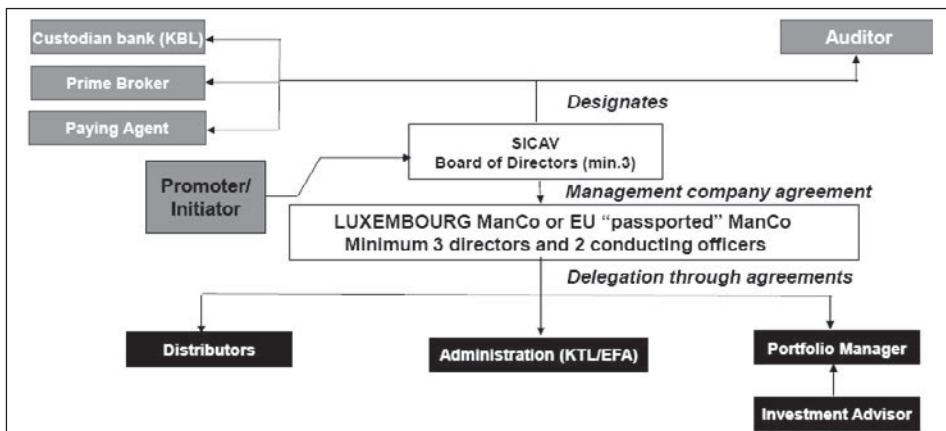 Custodian bank (KBL)
Auditor
Prime Broker
Designates
Paying Agent
SICAV
Board of Directors (min.3)
Promoter/
Initiator
Management company agreement
LUXEMBOURG ManCo or EU “passported” ManCo
Minimum 3 directors and 2 conducting officers
Delegation through agreements
Distributors
Administration (KTL/EFA)
Portfolio Manager
Investment Advisor